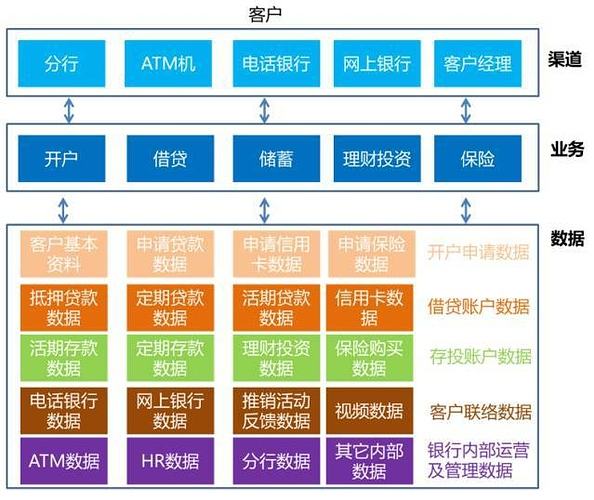 客户
分行
ATM机
电话银行
网上银行
客户经理
渠道
开户
借贷
储蓄
理财投资
保险
业务
数据
客户基本
资料
申请贷款
数据
申请信用
卡数据
申请保险
数据
开户申请数据
抵押贷款
数据
定期贷款
数据
活期贷款
数据
信用卡数
据
借贷账户数据
活期存款
数据
定期存款
数据
理财投资
数据
保险购买
数据
存投账户数据
电话银行
数据
网上银行
数据
推销活动
反馈数据
视频数据
客户联络数据
ATM数据
HR数据
分行数据
其它内部
数据
银行内部运营
及管理数据